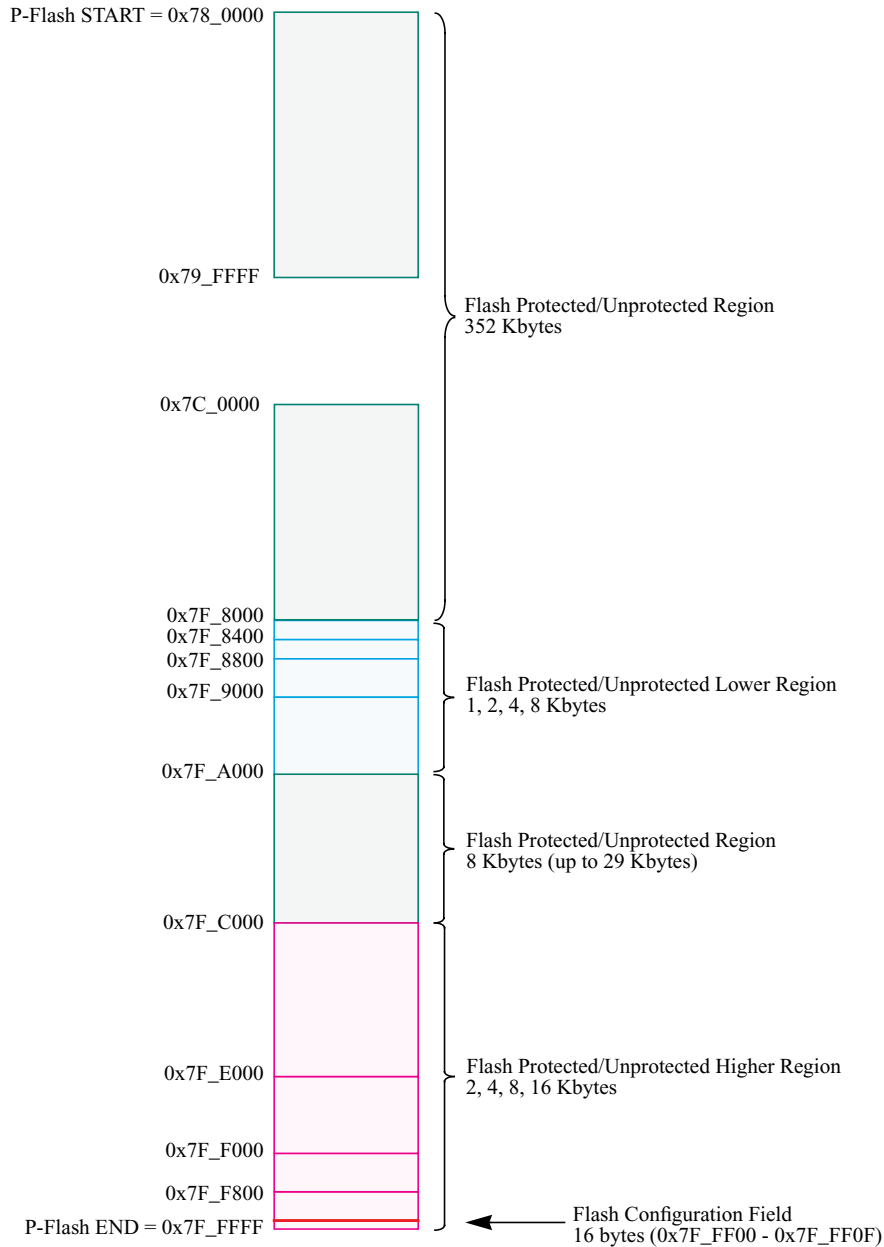 P-Flash START = 0x78_0000
0x79_FFFF
Flash Protected/Unprotected Region
352 Kbytes
0x7C_0000
0x7F_8000
0x7F_8400
0x7F_8800
0x7F_9000
Flash Protected/Unprotected Lower Region
1, 2, 4, 8 Kbytes
0x7F_A000
Flash Protected/Unprotected Region
8 Kbytes (up to 29 Kbytes)
0x7F_C000
0x7F_E000
Flash Protected/Unprotected Higher Region
2, 4, 8, 16 Kbytes
0x7F_F000
0x7F_F800
P-Flash END = 0x7F_FFFF
Flash Configuration Field
16 bytes (0x7F_FF00 - 0x7F_FF0F)